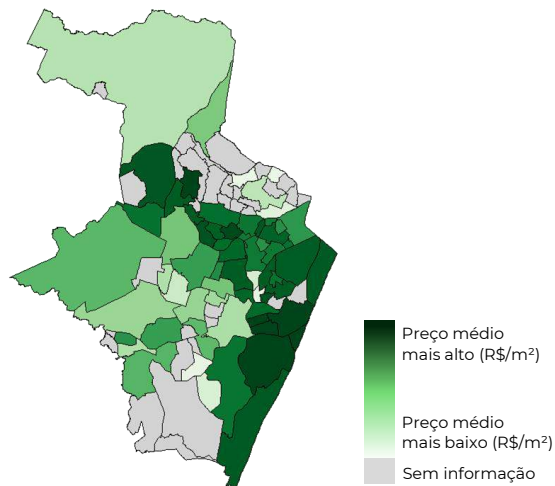 Preço médio
mais alto (R$/m²)
Preço médio
mais baixo (R$/m²)
Sem informação